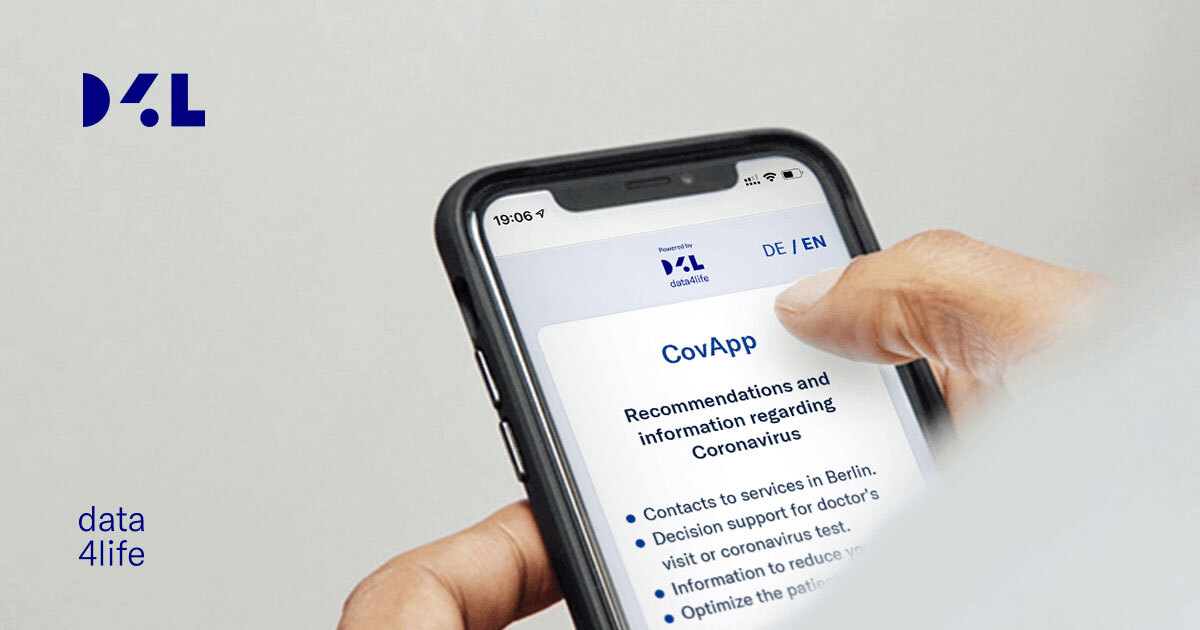 D4L
19:06
Powered by
D4L
data4life
DE / EN
CovApp
Recommendations and
information regarding
Coronavirus
• Contacts to services in Berlin.
• Decision support for doctor's
visit or coronavirus test.
• Information to reduce
• Optimize the
data
4life